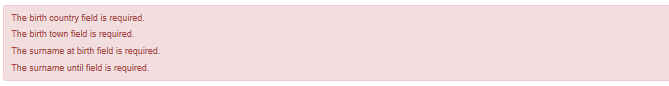 The birth country field is required.
The birth town field is required.
The surname at birth field is required.
The surname until field is required.